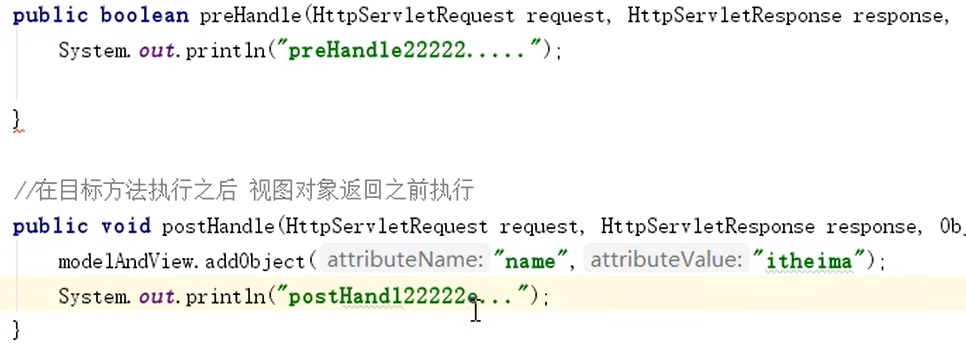 public boolean preHandle(HttpServletRequest request, HttpServletResponse response,
System.out.println("preHandle22222.....");
}
//在目标方法执行之后 视图对象返回之前执行
public void postHandle(HttpServletRequest request, HttpServletResponse response, Obj
modelAndView.addObject( attributeName: "name", attributeValue: "itheima");
System.out.println("postHandl22222e...");
}